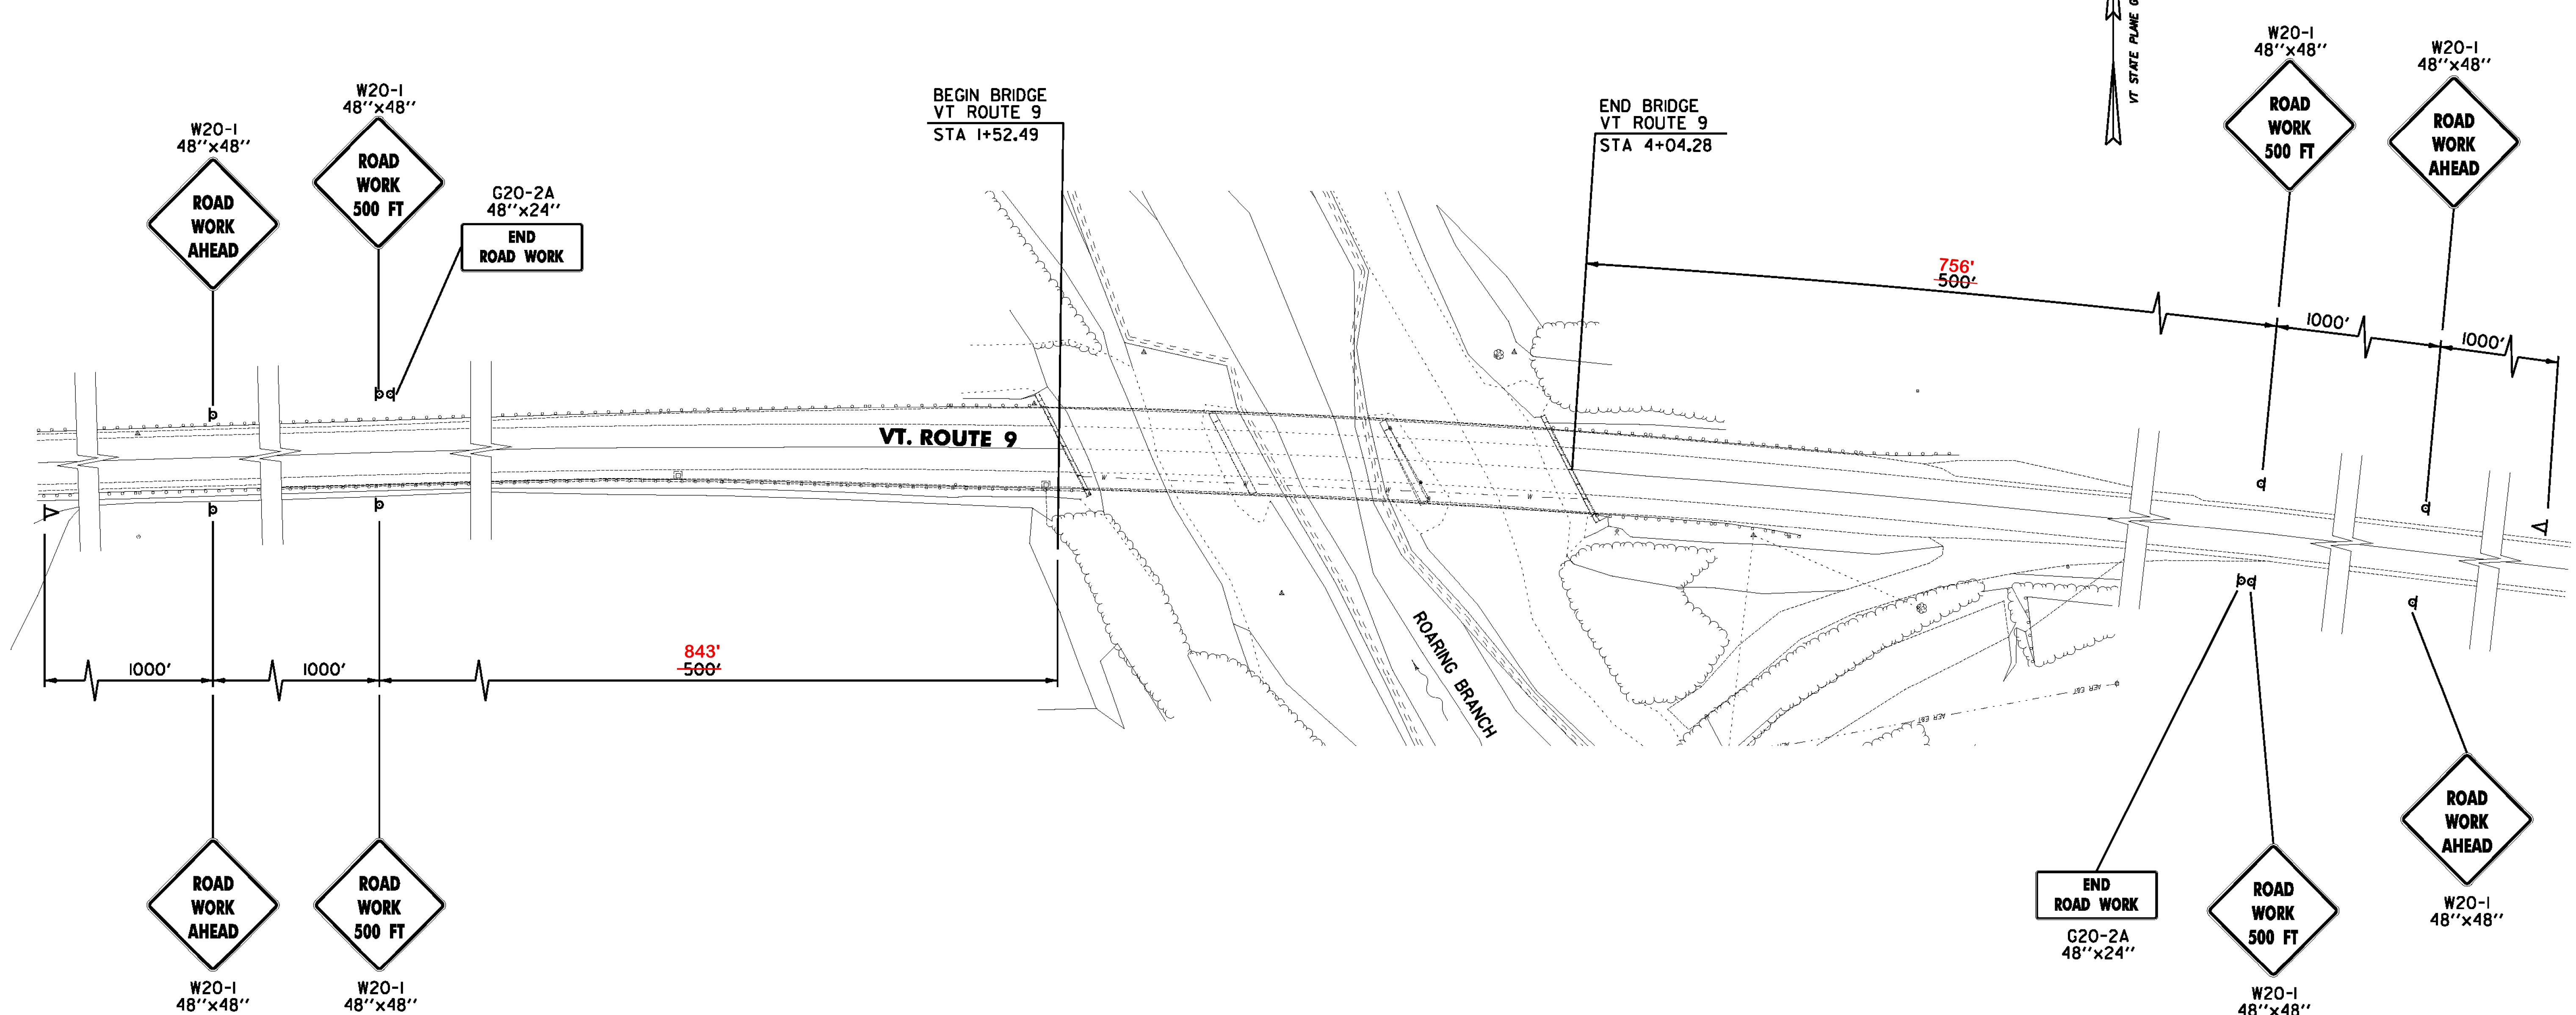 VT STATE PLANE G
W20-1
48''x48''
ROAD
WORK
AHEAD
W20-1
48''x48''
ROAD
WORK
500 FT
G20-2A
48''x24''
END
ROAD WORK
BEGIN BRIDGE
VT ROUTE 9
STA 1+52.49
END BRIDGE
VT ROUTE 9
STA 4+04.28
W20-1
48''x48''
ROAD
WORK
500 FT
W20-1
48''x48''
ROAD
WORK
AHEAD
756'
500'
1000'
1000'
VT. ROUTE 9
W
W
W
W
A
A
1000'
1000'
843'
500'
ROARING BRANCH
AER E&T
AER E&T
ROAD
WORK
AHEAD
W20-1
48''x48''
ROAD
WORK
500 FT
W20-1
48''x48''
END
ROAD WORK
G20-2A
48''x24''
ROAD
WORK
500 FT
W20-1
48''x48''
ROAD
WORK
AHEAD
W20-1
48''x48''